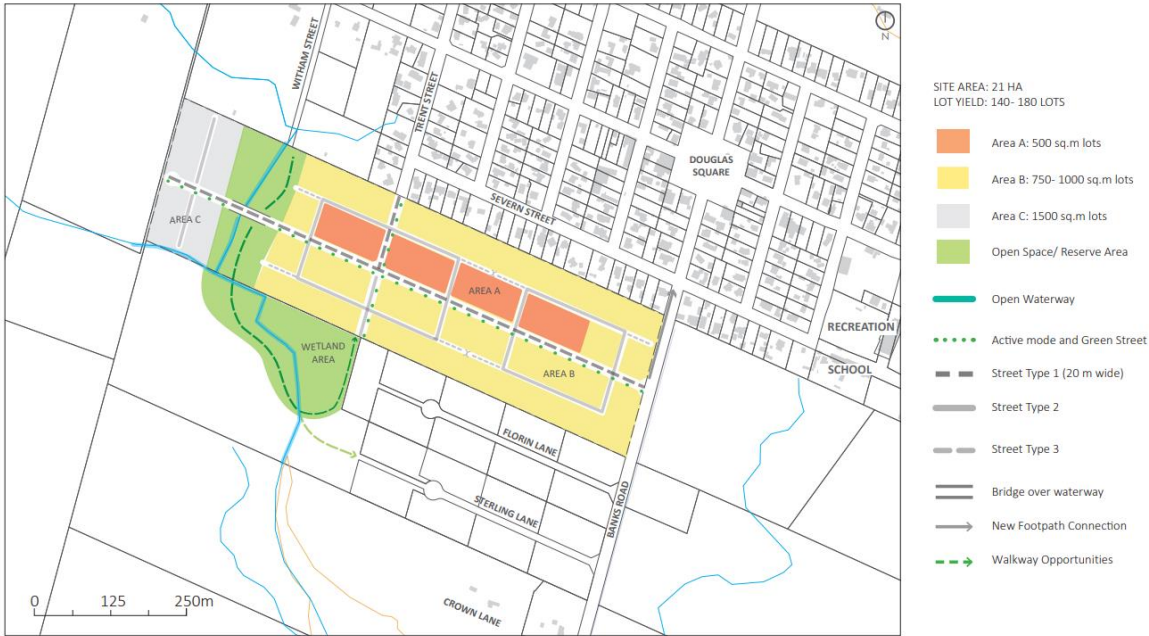 N
WITHAM STREET
TRENT STREET
DOUGLAS
SQUARE
SEVERN STREET
AREA C
AREA A
RECREATION
WETLAND
AREA
SCHOOL
AREA B
FLORIN LANE
STERLING LANE
BANKS ROAD
CROWN LANE
0 125 250m
SITE AREA: 21 HA
LOT YIELD: 140- 180 LOTS
Area A: 500 sq.m lots
Area B: 750- 1000 sq.m lots
Area C: 1500 sq.m lots
Open Space/ Reserve Area
Open Waterway
Active mode and Green Street
Street Type 1 (20 m wide)
Street Type 2
Street Type 3
Bridge over waterway
New Footpath Connection
Walkway Opportunities